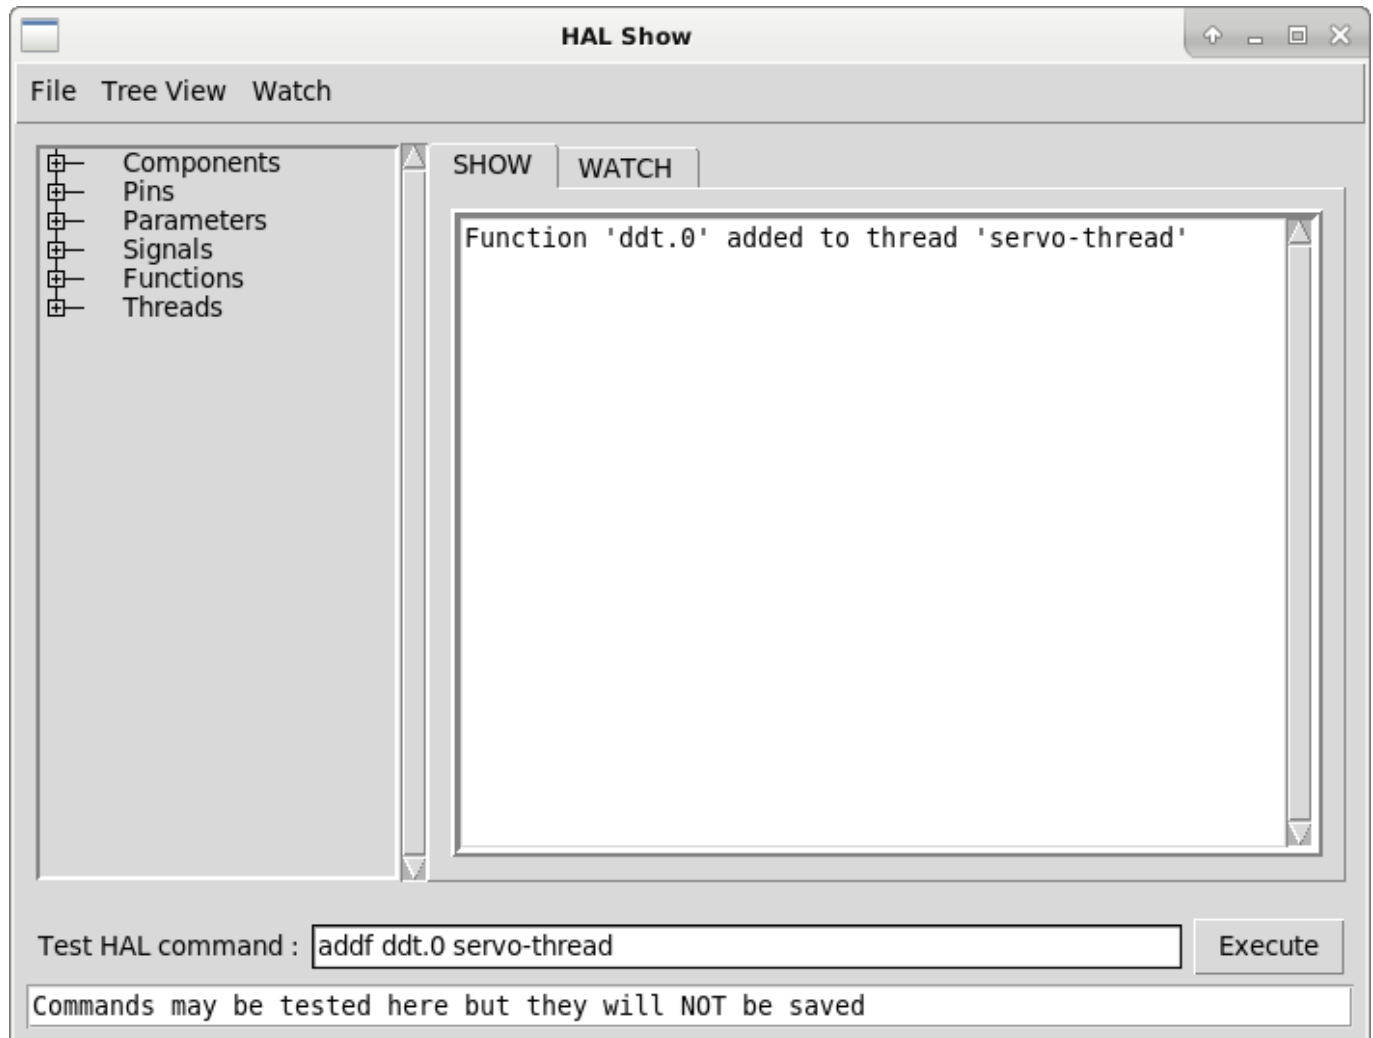 HAL Show
File Tree View Watch
Components
Pins
Parameters
Signals
Functions
Threads
SHOW WATCH
Function 'ddt.0' added to thread 'servo-thread'
Test HAL command : addf ddt.0 servo-thread Execute
Commands may be tested here but they will NOT be saved